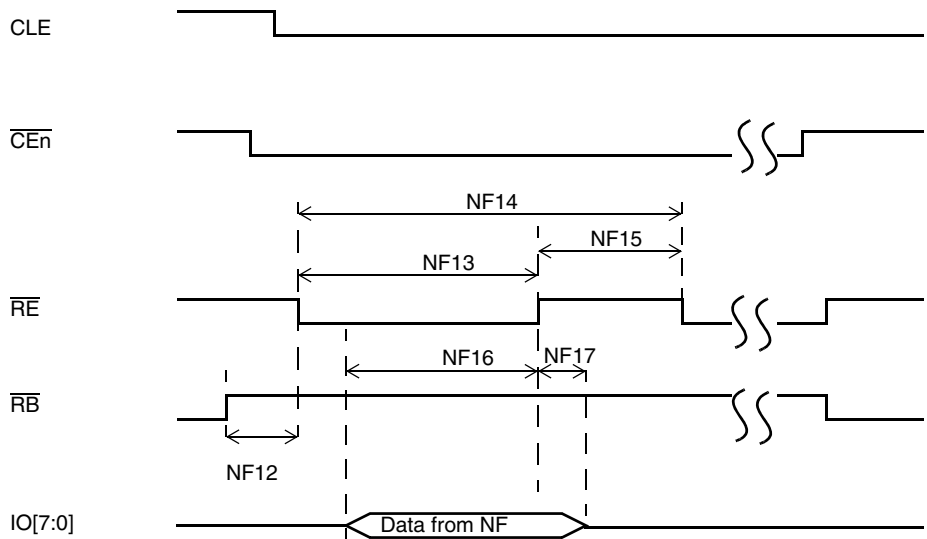 CLE
CEn
NF14
NF15
NF13
RE
NF16
NF17
RB
NF12
IO[7:0]
Data from NF